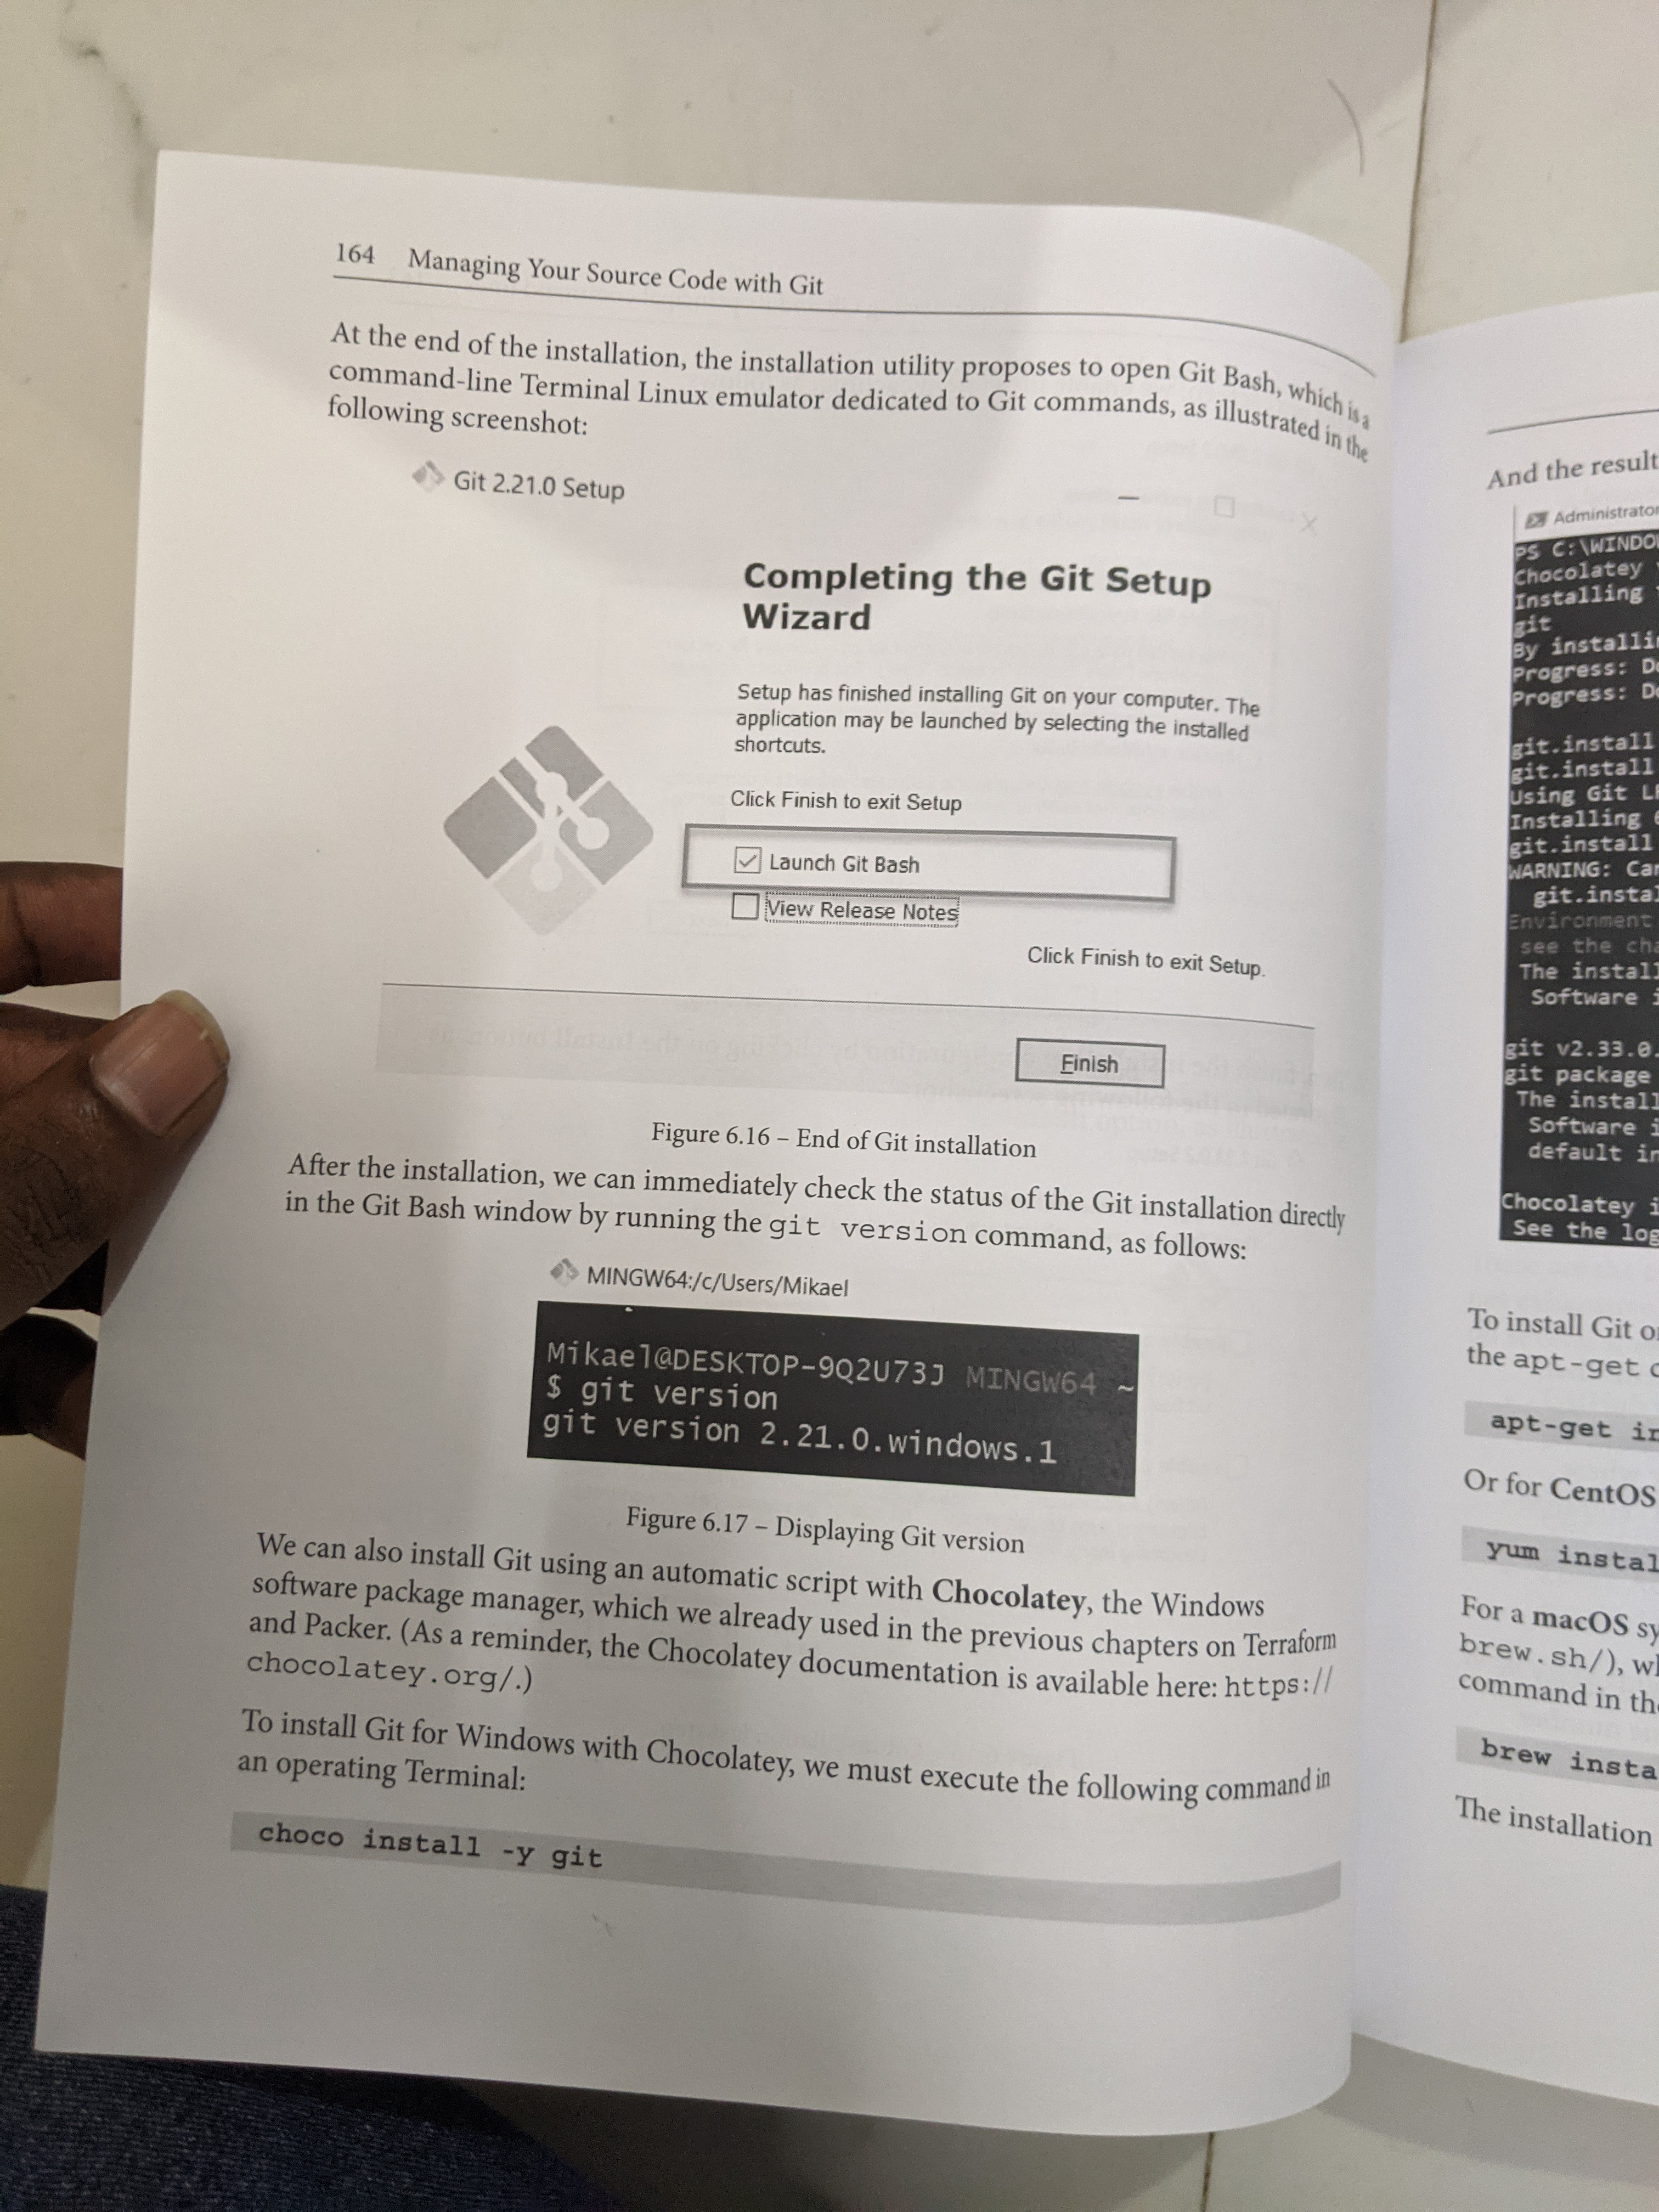 164 Managing Your Source Code with Git
At the end of the installation, the installation utility proposes to open Git Bash, which is a
command-line Terminal Linux emulator dedicated to Git commands, as illustrated in the
following screenshot:
Git 2.21.0 Setup
Completing the Git Setup
Wizard
Setup has finished installing Git on your computer. The
application may be launched by selecting the installed
shortcuts.
Click Finish to exit Setup
Launch Git Bash
View Release Notes
Click Finish to exit Setup.
Finish
Figure 6.16 – End of Git installation
After the installation, we can immediately check the status of the Git installation directly
in the Git Bash window by running the git version command, as follows:
MINGW64:/c/Users/Mikael
Mikael@DESKTOP-9Q2U73J MINGW64 ~
$ git version
git version 2.21.0.windows.1
Figure 6.17 – Displaying Git version
We can also install Git using an automatic script with Chocolatey, the Windows
software package manager, which we already used in the previous chapters on Terraform
and Packer. (As a reminder, the Chocolatey documentation is available here: https://
chocolatey.org/.)
To install Git for Windows with Chocolatey, we must execute the following command in
an operating Terminal:
choco install -y git
And the result
Administrator
PS C:\WINDO
Chocolatey
Installing
git
By installi
Progress: Do
Progress: Do
git.install
git.install
Using Git
Installing
git.install
WARNING: Can
git.instal
Environment
see the cha
The install
Software i
git v2.33.0.
git package
The install
Software i
default in
Chocolatey i
See the log
To install Git
the apt-get
apt-get in
Or for CentOS
yum instal
For a macOS sy
brew.sh/), wh
command in the
brew insta
The installation